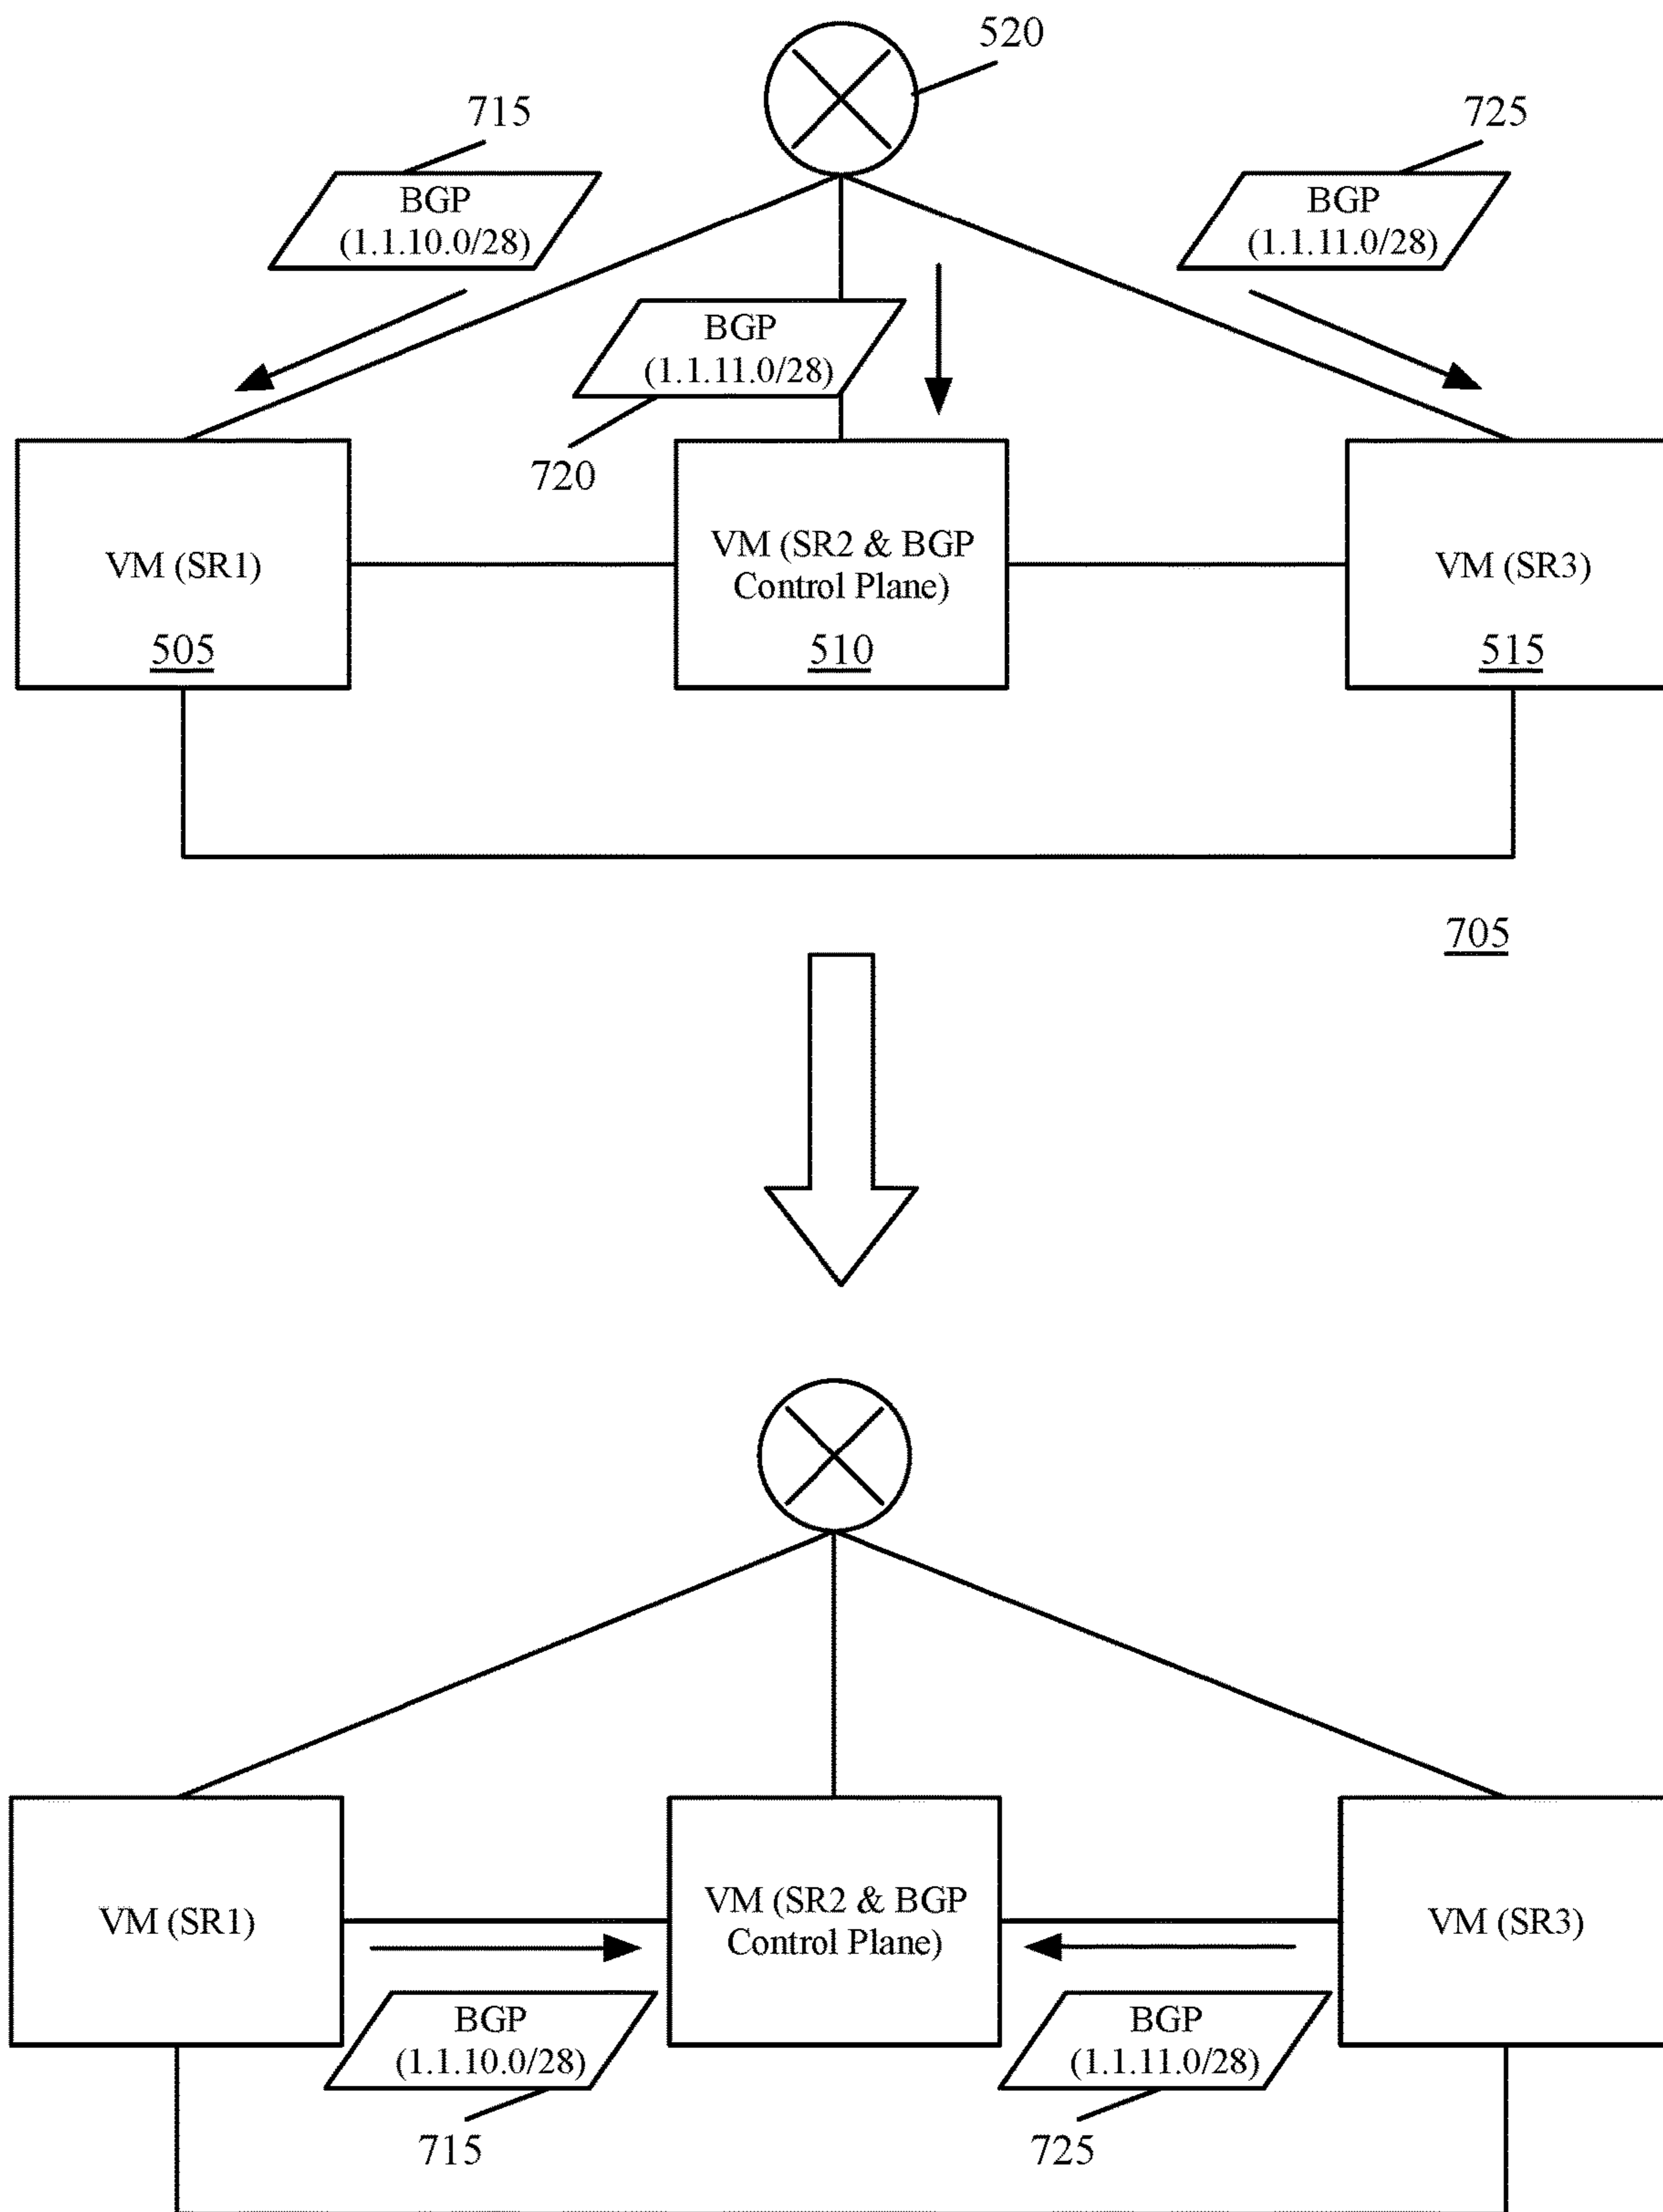 520
715
725
BGP
(1.1.10.0/28)
BGP
(1.1.11.0/28)
BGP
(1.1.11.0/28)
720
VM (SR1)
505
VM (SR2 & BGP
Control Plane)
510
VM (SR3)
515
705
VM (SR1)
VM (SR2 & BGP
Control Plane)
VM (SR3)
BGP
(1.1.10.0/28)
BGP
(1.1.11.0/28)
715
725